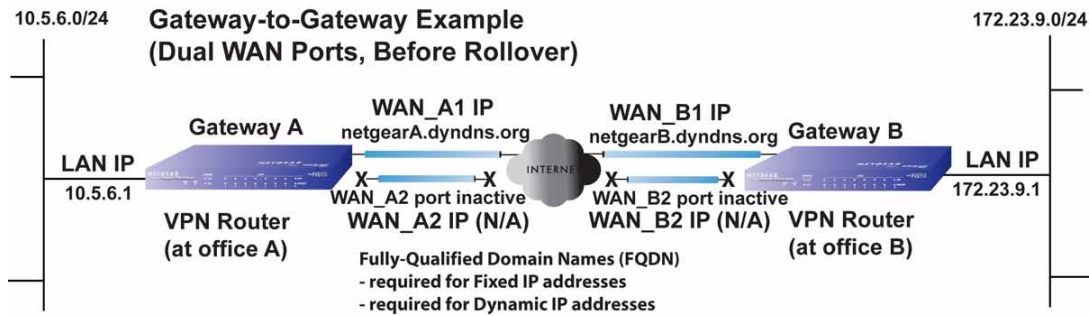 10.5.6.0/24
Gateway-to-Gateway Example
(Dual WAN Ports, Before Rollover)
172.23.9.0/24
WAN_A1 IP
netgearA.dyndns.org
WAN_B1 IP
netgearB.dyndns.org
Gateway A
Gateway B
LAN IP
10.5.6.1
NETGEAR
NETGEAR
INTERNET
NETGEAR
NETGEAR
LAN IP
172.23.9.1
X X
X X
WAN_A2 port inactive
WAN_A2 IP (N/A)
WAN_B2 port inactive
WAN_B2 IP (N/A)
VPN Router
(at office A)
VPN Router
(at office B)
Fully-Qualified Domain Names (FQDN)
- required for Fixed IP addresses
- required for Dynamic IP addresses